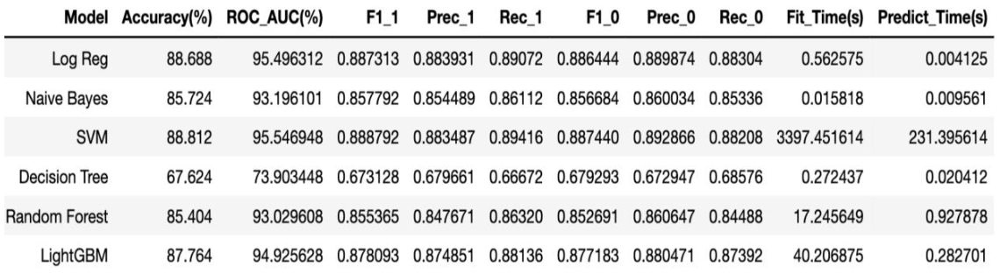 Model Accuracy(%) ROC_AUC(%) F1_1 Prec_1 Rec_1 F1_0 Prec_0 Rec_0 Fit_Time(s) Predict_Time(s)
Log Reg 88.688 95.496312 0.887313 0.883931 0.89072 0.886444 0.889874 0.88304 0.562575 0.004125
Naive Bayes 85.724 93.196101 0.857792 0.854489 0.86112 0.856684 0.860034 0.85336 0.015818 0.009561
SVM 88.812 95.546948 0.888792 0.883487 0.89416 0.887440 0.892866 0.88208 3397.451614 231.395614
Decision Tree 67.624 73.903448 0.673128 0.679661 0.66672 0.679293 0.672947 0.68576 0.272437 0.020412
Random Forest 85.404 93.029608 0.855365 0.847671 0.86320 0.852691 0.860647 0.84488 17.245649 0.927878
LightGBM 87.764 94.925628 0.878093 0.874851 0.88136 0.877183 0.880471 0.87392 40.206875 0.282701